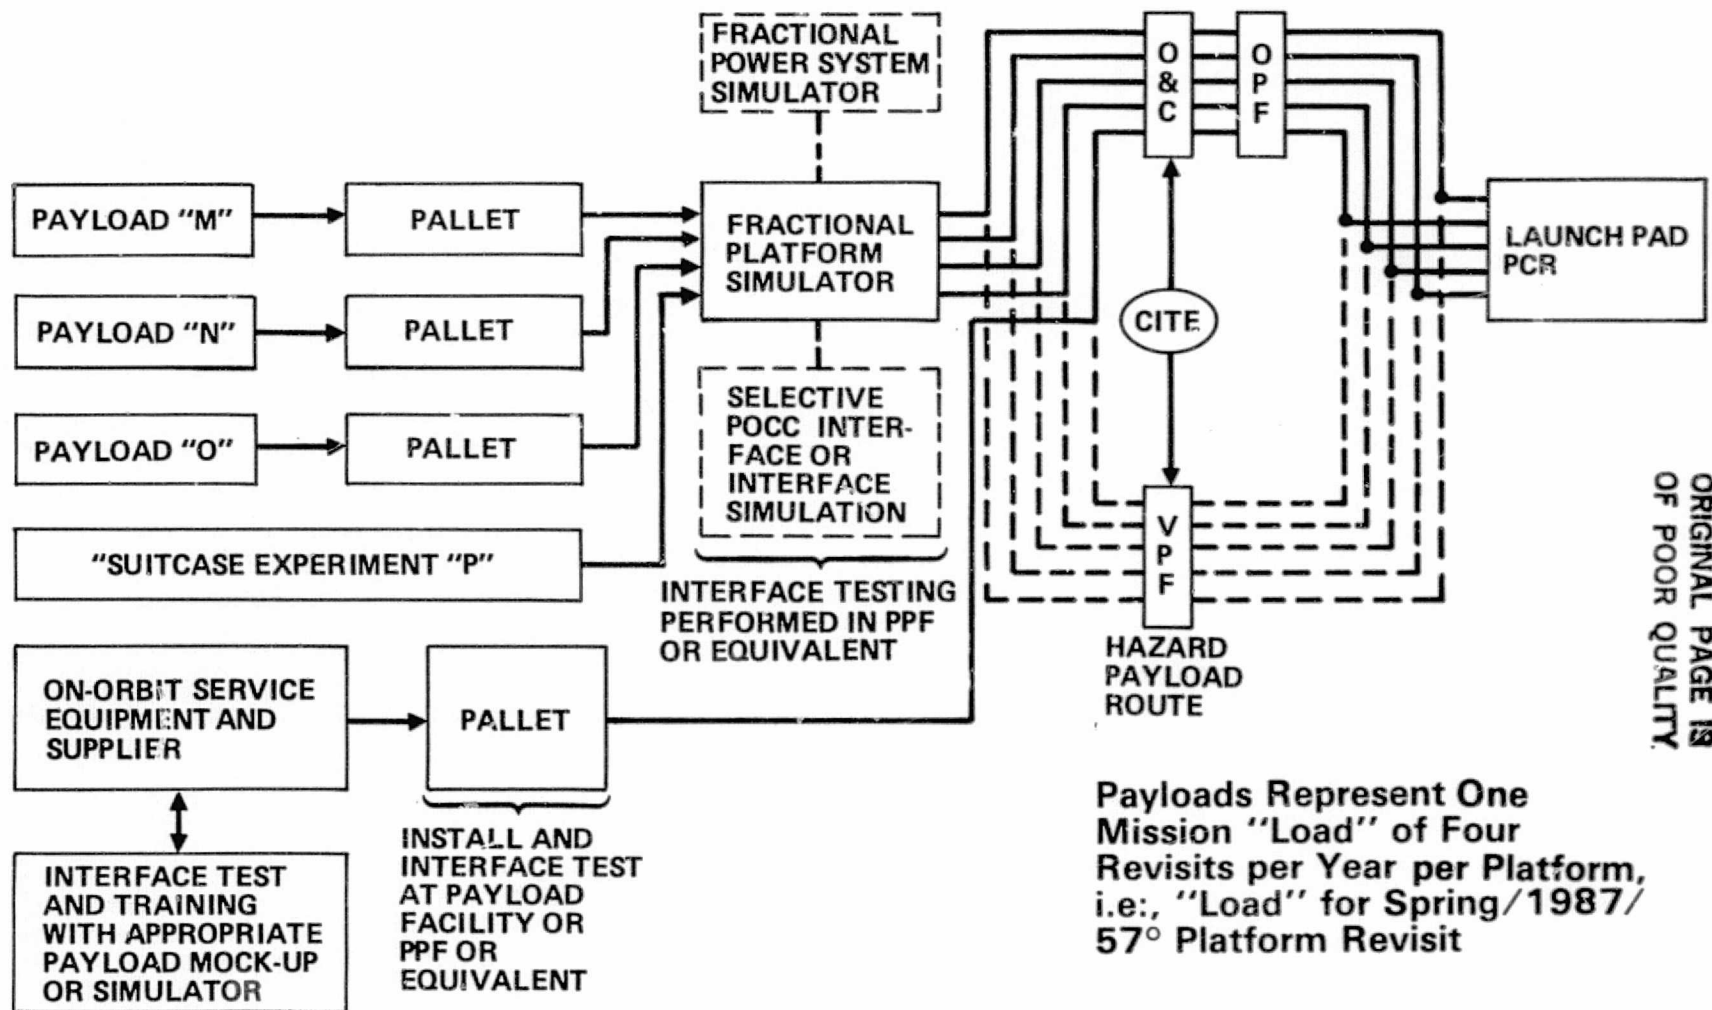 FRACTIONAL
POWER SYSTEM
SIMULATOR
O
&
C
O
P
F
PAYLOAD "M"
PALLET
FRACTIONAL
PLATFORM
SIMULATOR
LAUNCH PAD
PCR
PAYLOAD "N"
PALLET
CITE
PAYLOAD "O"
PALLET
SELECTIVE
POCC INTER-
FACE OR
INTERFACE
SIMULATION
"SUITCASE EXPERIMENT "P"
V
P
F
INTERFACE TESTING
PERFORMED IN PPF
OR EQUIVALENT
HAZARD
PAYLOAD
ROUTE
ORIGINAL PAGE IS
OF POOR QUALITY
ON-ORBIT SERVICE
EQUIPMENT AND
SUPPLIER
PALLET
INSTALL AND
INTERFACE TEST
AT PAYLOAD
FACILITY OR
PPF OR
EQUIVALENT
INTERFACE TEST
AND TRAINING
WITH APPROPRIATE
PAYLOAD MOCK-UP
OR SIMULATOR
Payloads Represent One
Mission "Load" of Four
Revisits per Year per Platform,
i.e:, "Load" for Spring/1987/
57° Platform Revisit